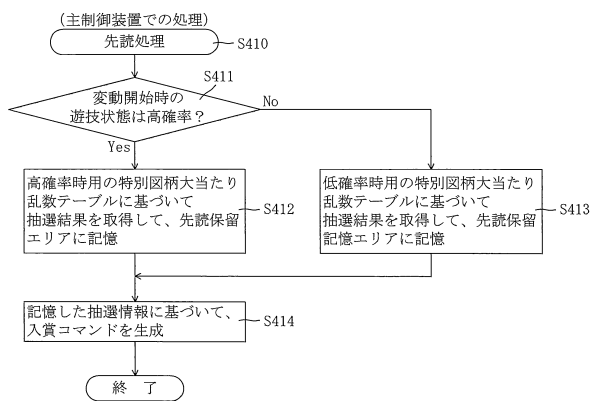 (主制御装置での処理)
先読処理
S410
S411
変動開始時の
遊技状態は高確率?
No
Yes
高確率時用の特別図柄大当たり
乱数テーブルに基づいて
抽選結果を取得して、先読保留
エリアに記憶
S412
低確率時用の特別図柄大当たり
乱数テーブルに基づいて
抽選結果を取得して、先読保留
記憶エリアに記憶
S413
記憶した抽選情報に基づいて、
入賞コマンドを生成
S414
終 了